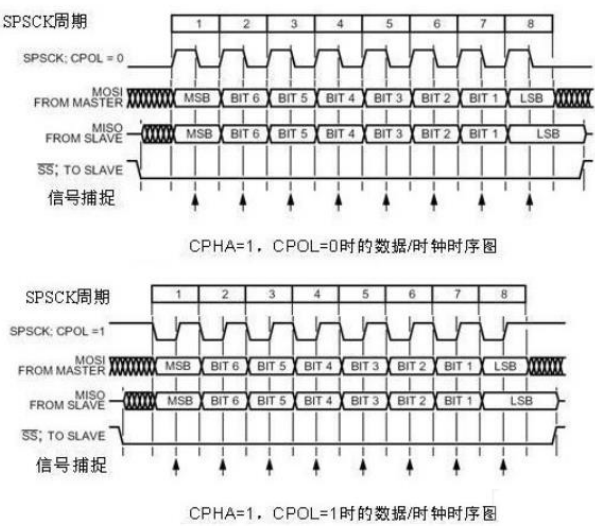 SPSCK周期 1 2 3 4 5 6 7 8
SPSCK; CPOL = 0
MOSI
FROM MASTER MSB BIT 6 BIT 5 BIT 4 BIT 3 BIT 2 BIT 1 LSB
MISO
FROM SLAVE MSB BIT 6 BIT 5 BIT 4 BIT 3 BIT 2 BIT 1 LSB
SS; TO SLAVE
信号捕捉
CPHA=1，CPOL=0时的数据/时钟时序图
SPSCK周期 1 2 3 4 5 6 7 8
SPSCK; CPOL =1
MOSI
FROM MASTER MSB BIT 6 BIT 5 BIT 4 BIT 3 BIT 2 BIT 1 LSB
MISO
FROM SLAVE MSB BIT 6 BIT 5 BIT 4 BIT 3 BIT 2 BIT 1 LSB
SS; TO SLAVE
信号捕捉
CPHA=1，CPOL=1时的数据/时钟时序图